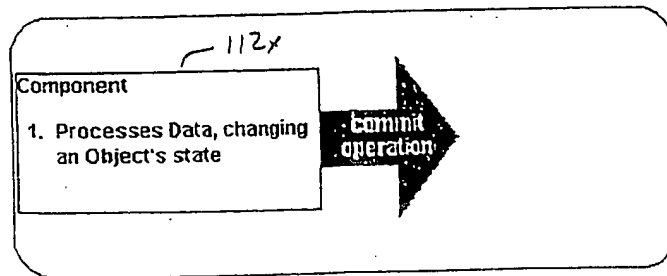 112x
Component
1. Processes Data, changing
an Object's state
commit
operation